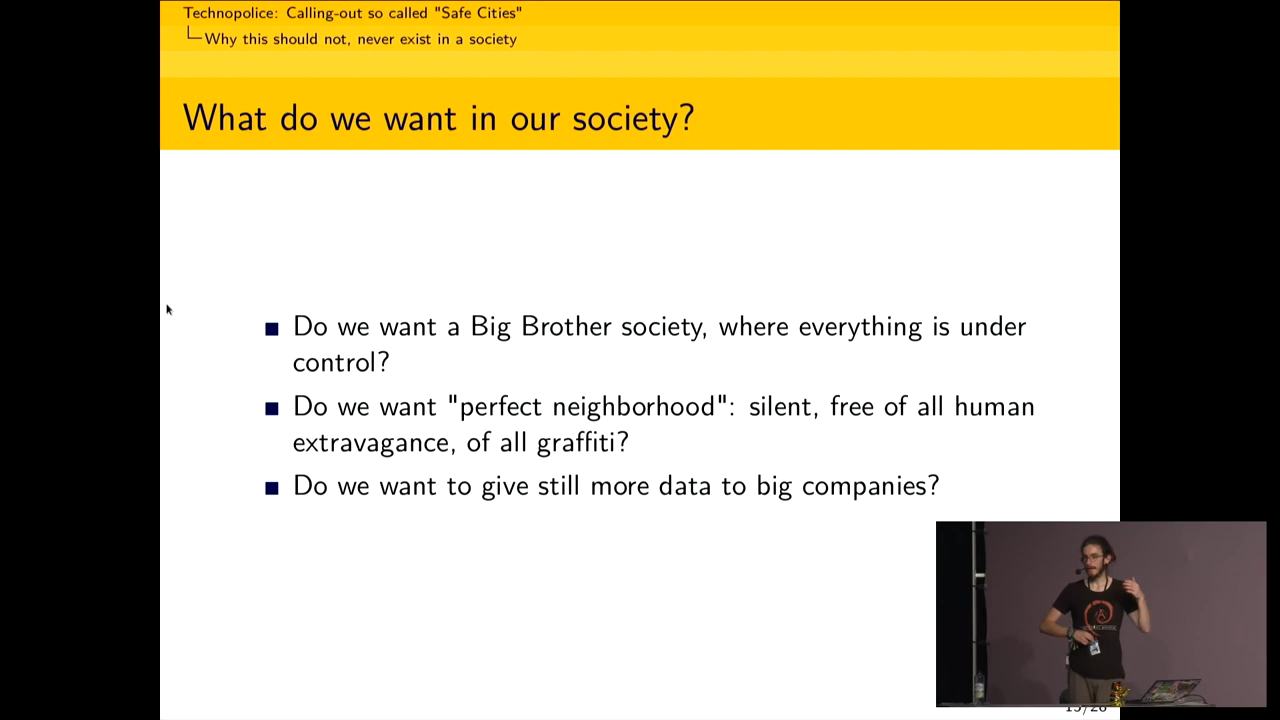 Technopolice: Calling-out so called "Safe Cities"
Why this should not, never exist in a society
What do we want in our society?
Do we want a Big Brother society, where everything is under
control?
Do we want "perfect neighborhood": silent, free of all human
extravagance, of all graffiti?
Do we want to give still more data to big companies?